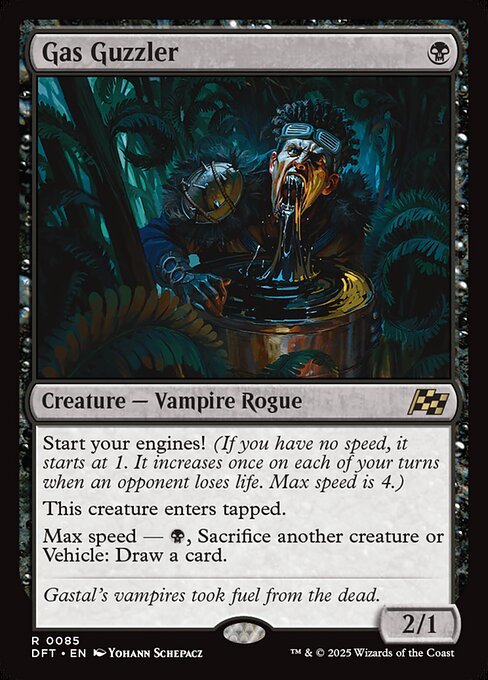 Gas Guzzler
Creature — Vampire Rogue
Start your engines! (If you have no speed, it
starts at 1. It increases once on each of your turns
when an opponent loses life. Max speed is 4.)
This creature enters tapped.
Max speed — , Sacrifice another creature or
Vehicle: Draw a card.
Gastal's vampires took fuel from the dead.
2/1
R 0085
DFT • EN Yohann Schepacz
™ & © 2025 Wizards of the Coast